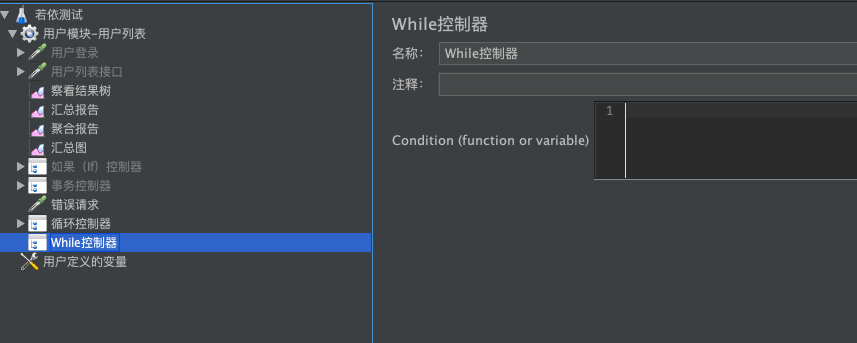 若依测试
用户模块-用户列表
用户登录
用户列表接口
察看结果树
汇总报告
聚合报告
汇总图
如果（If）控制器
事务控制器
错误请求
循环控制器
While控制器
用户定义的变量
While控制器
名称： While控制器
注释：
Condition (function or variable) 1